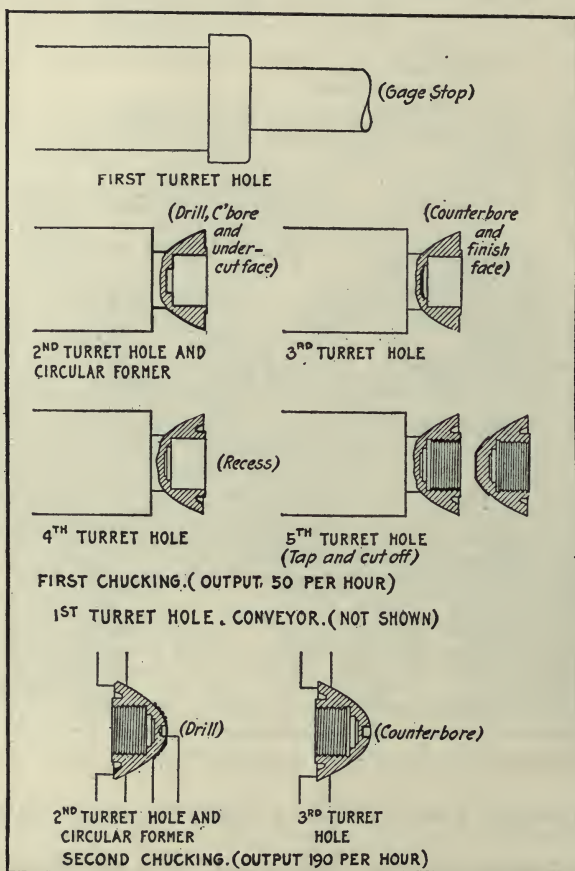 (Gage Stop)
FIRST TURRET HOLE
(Drill, C'bore
and
under-
cut face)
2ND TURRET HOLE AND
CIRCULAR FORMER
(Counterbore
and
finish
face)
3RD TURRET HOLE
(Recess)
4TH TURRET HOLE
5TH TURRET HOLE
(Tap and cut off)
FIRST CHUCKING.(OUTPUT, 50 PER HOUR)
1ST TURRET HOLE. CONVEYOR.(NOT SHOWN)
(Drill)
2ND TURRET HOLE AND
CIRCULAR FORMER
(Counterbore)
3RD TURRET
HOLE
SECOND CHUCKING.(OUTPUT 190 PER HOUR)